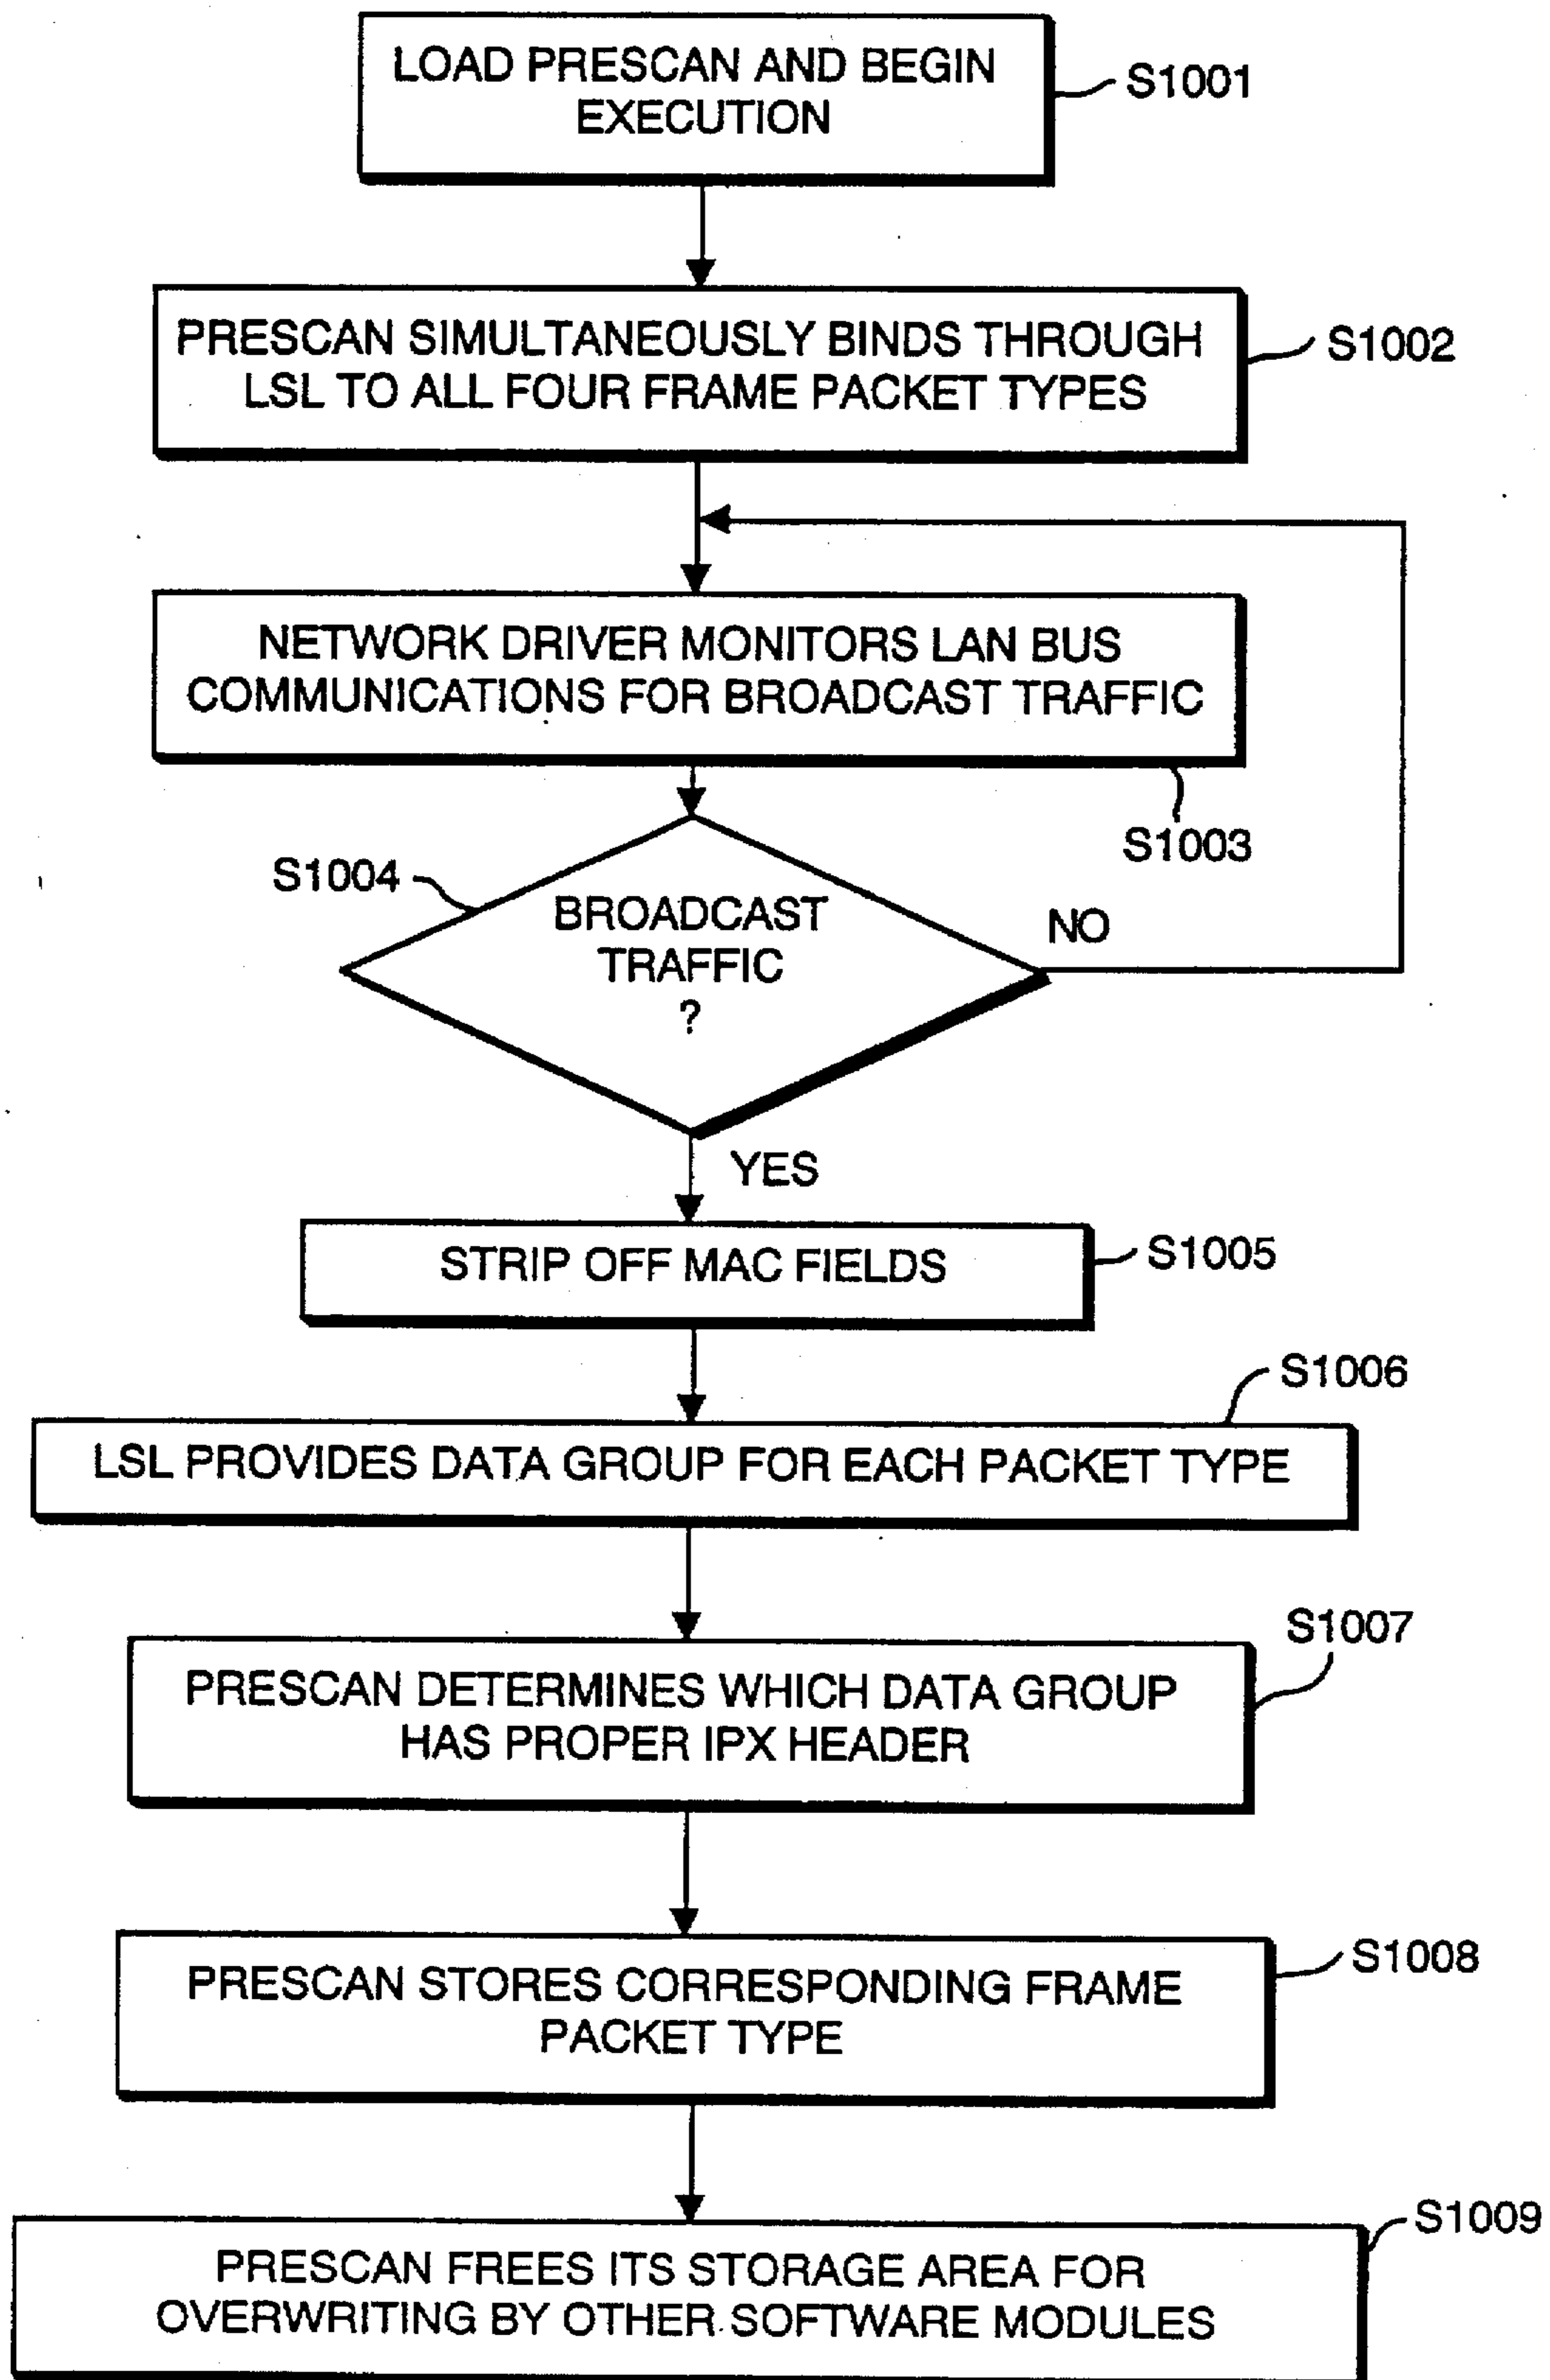 LOAD PRESCAN AND BEGIN
EXECUTION
S1001
PRESCAN SIMULTANEOUSLY BINDS THROUGH
LSL TO ALL FOUR FRAME PACKET TYPES
S1002
NETWORK DRIVER MONITORS LAN BUS
COMMUNICATIONS FOR BROADCAST TRAFFIC
S1003
S1004
BROADCAST
TRAFFIC
?
NO
YES
STRIP OFF MAC FIELDS
S1005
S1006
LSL PROVIDES DATA GROUP FOR EACH PACKET TYPE
S1007
PRESCAN DETERMINES WHICH DATA GROUP
HAS PROPER IPX HEADER
S1008
PRESCAN STORES CORRESPONDING FRAME
PACKET TYPE
S1009
PRESCAN FREES ITS STORAGE AREA FOR
OVERWRITING BY OTHER SOFTWARE MODULES